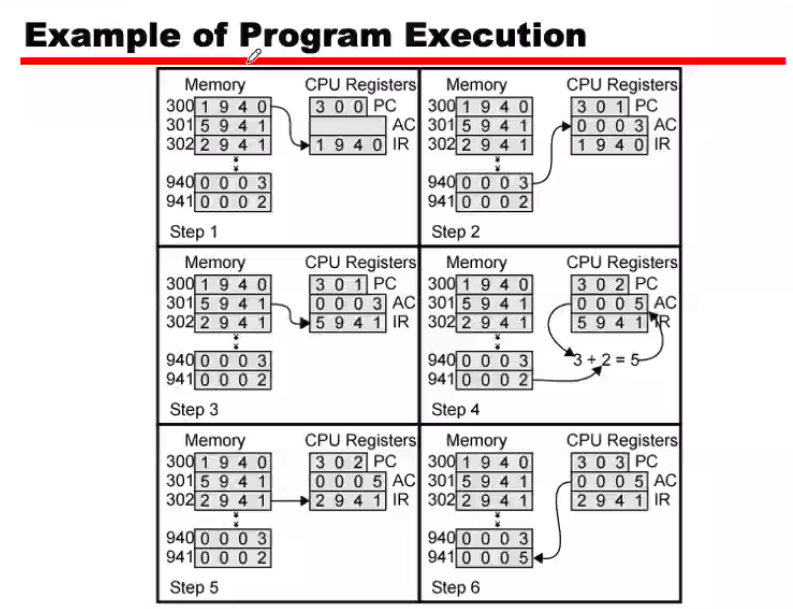 Example of Program Execution
Memory CPU Registers
300 1 9 4 0 3 0 0 PC
301 5 9 4 1 AC
302 2 9 4 1 1 9 4 0 IR
940 0 0 0 3
941 0 0 0 2
Step 1
Memory CPU Registers
300 1 9 4 0 3 0 1 PC
301 5 9 4 1 0 0 0 3 AC
302 2 9 4 1 1 9 4 0 IR
940 0 0 0 3
941 0 0 0 2
Step 2
Memory CPU Registers
300 1 9 4 0 3 0 1 PC
301 5 9 4 1 0 0 0 3 AC
302 2 9 4 1 5 9 4 1 IR
940 0 0 0 3
941 0 0 0 2
Step 3
Memory CPU Registers
300 1 9 4 0 3 0 2 PC
301 5 9 4 1 0 0 0 5 AC
302 2 9 4 1 5 9 4 1 IR
940 0 0 0 3 3 + 2 = 5
941 0 0 0 2
Step 4
Memory CPU Registers
300 1 9 4 0 3 0 2 PC
301 5 9 4 1 0 0 0 5 AC
302 2 9 4 1 2 9 4 1 IR
940 0 0 0 3
941 0 0 0 2
Step 5
Memory CPU Registers
300 1 9 4 0 3 0 3 PC
301 5 9 4 1 0 0 0 5 AC
302 2 9 4 1 2 9 4 1 IR
940 0 0 0 3
941 0 0 0 5
Step 6